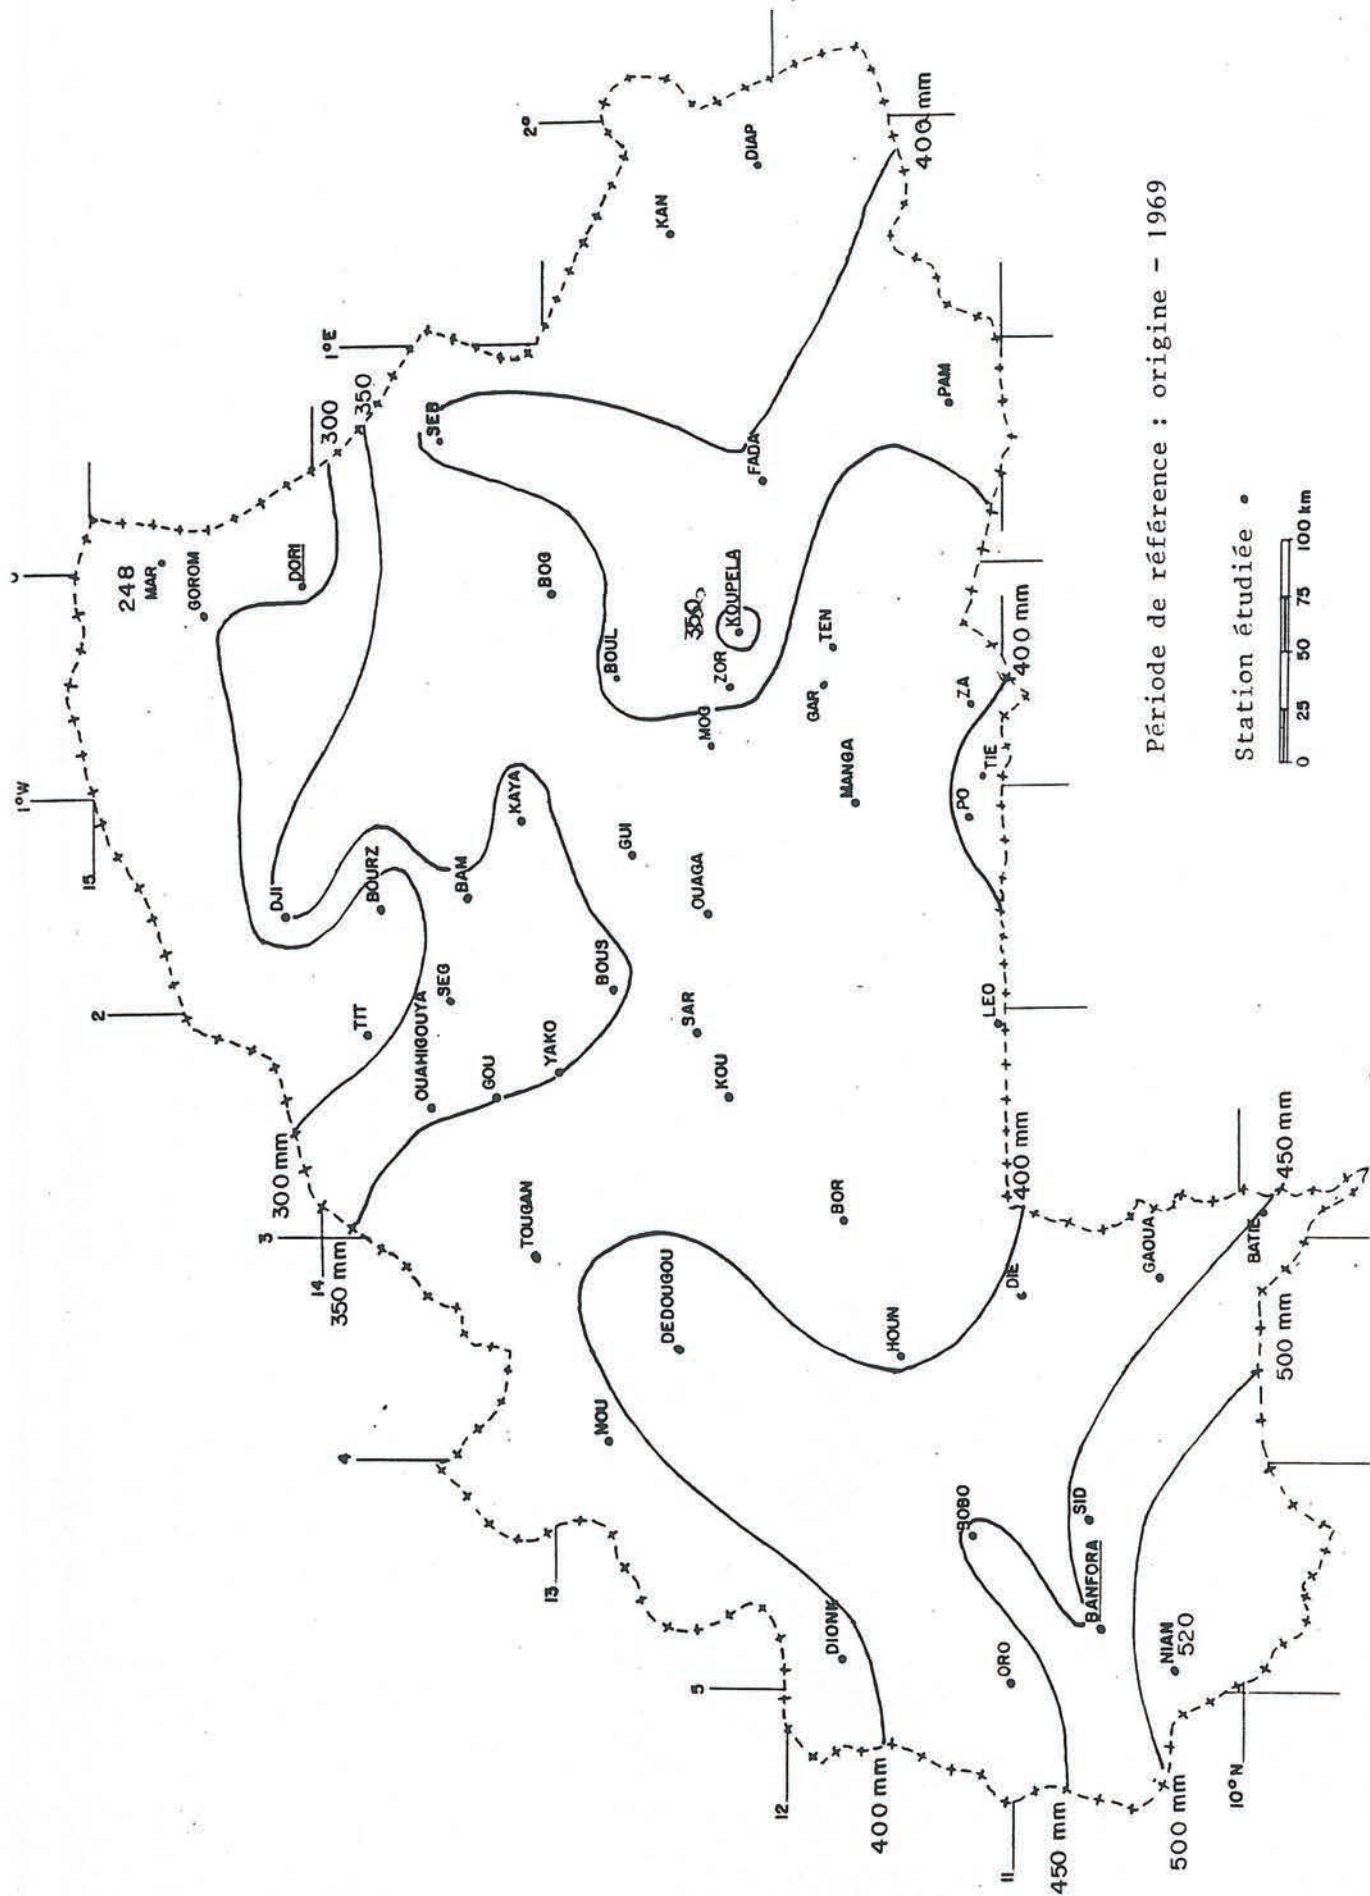 2°
1°E
300
350
1°W
15
2
248
MAR
GOROM
DORI
DJI
BOURZ
BAM
KAYA
TIT
SEG
OUAHIGOUYA
GOU
YAKO
BOUS
300 mm
3
14
350 mm
SEB
BOG
BOUL
KAN
DIAP
FADA
350
KOUPELA
ZOR
MOG
GUI
OUAGA
SAR
KOU
TOUGAN
4
13
NOU
DEDOUGOU
TEN
GAR
MANGA
PAM
400 mm
ZA
TIE
PO
400 mm
LEO
BOR
HOUN
DIE
400 mm
5
12
DIONK
400 mm
11
ORO
BOBO
SID
BANFORA
450 mm
GAOUA
BATIE
450 mm
500 mm
NIAN
520
10°N
500 mm
Période de référence : origine - 1969
Station étudiée
0 25 50 75 100 km